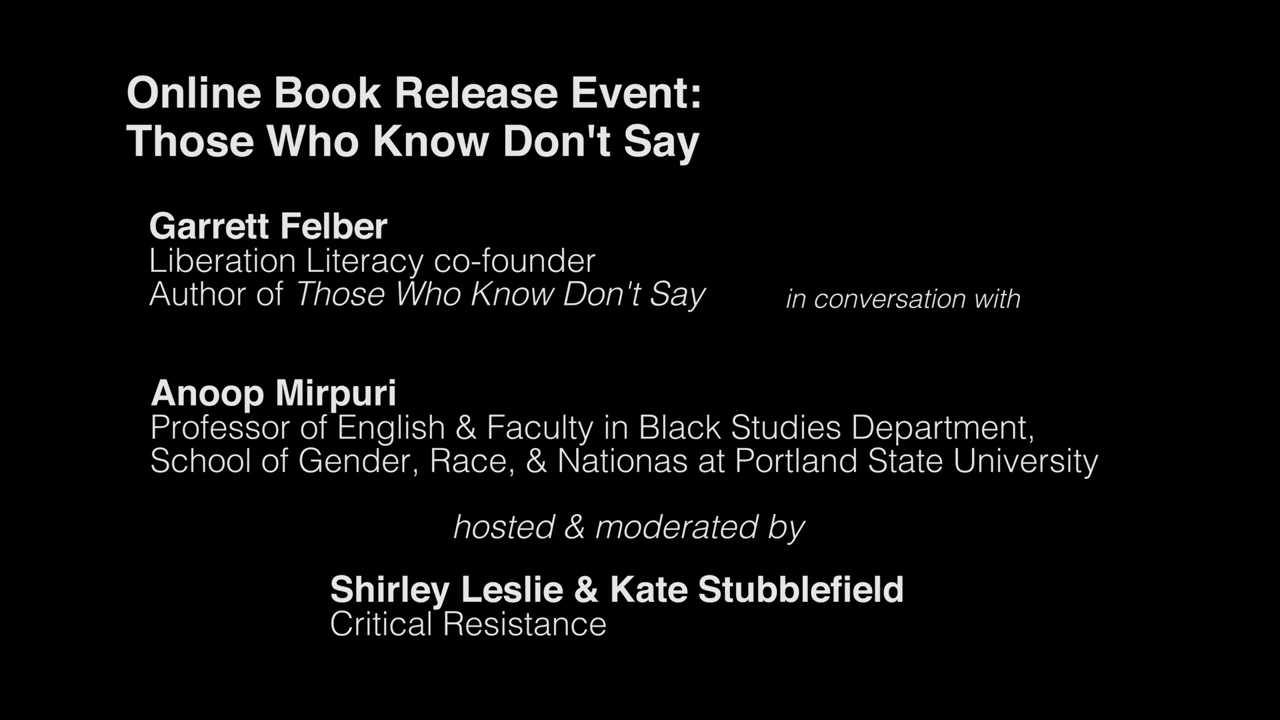 Online Book Release Event:
Those Who Know Don't Say
Garrett Felber
Liberation Literacy co-founder
Author of Those Who Know Don't Say
in conversation with
Anoop Mirpuri
Professor of English & Faculty in Black Studies Department,
School of Gender, Race, & Nationas at Portland State University
hosted & moderated by
Shirley Leslie & Kate Stubblefield
Critical Resistance